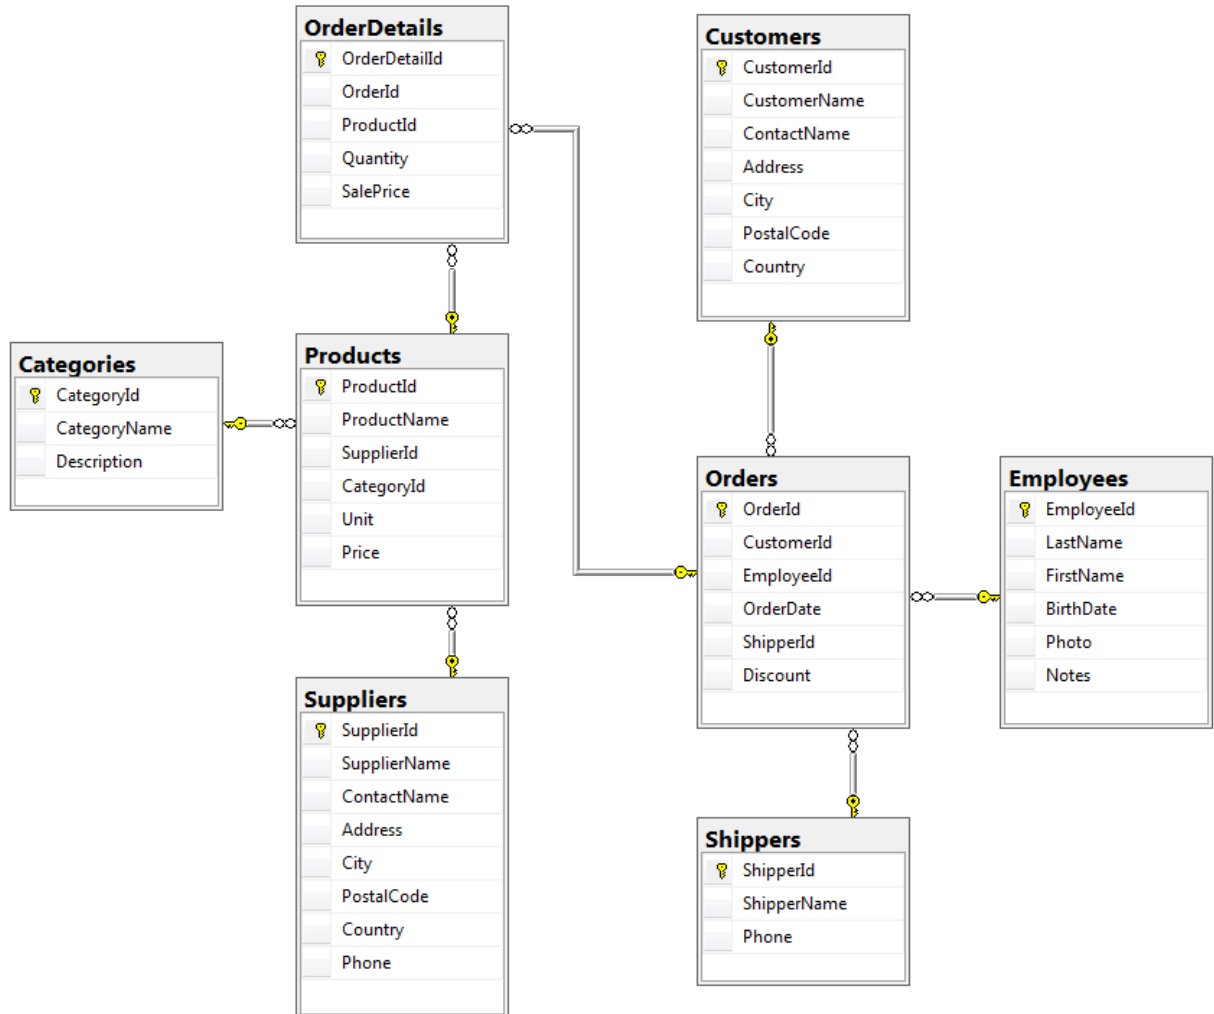 OrderDetails
OrderDetailId
OrderId
ProductId
Quantity
SalePrice
Customers
CustomerId
CustomerName
ContactName
Address
City
PostalCode
Country
Categories
CategoryId
CategoryName
Description
Products
ProductId
ProductName
SupplierId
CategoryId
Unit
Price
Orders
OrderId
CustomerId
EmployeeId
OrderDate
ShipperId
Discount
Employees
EmployeeId
LastName
FirstName
BirthDate
Photo
Notes
Suppliers
SupplierId
SupplierName
ContactName
Address
City
PostalCode
Country
Phone
Shippers
ShipperId
ShipperName
Phone